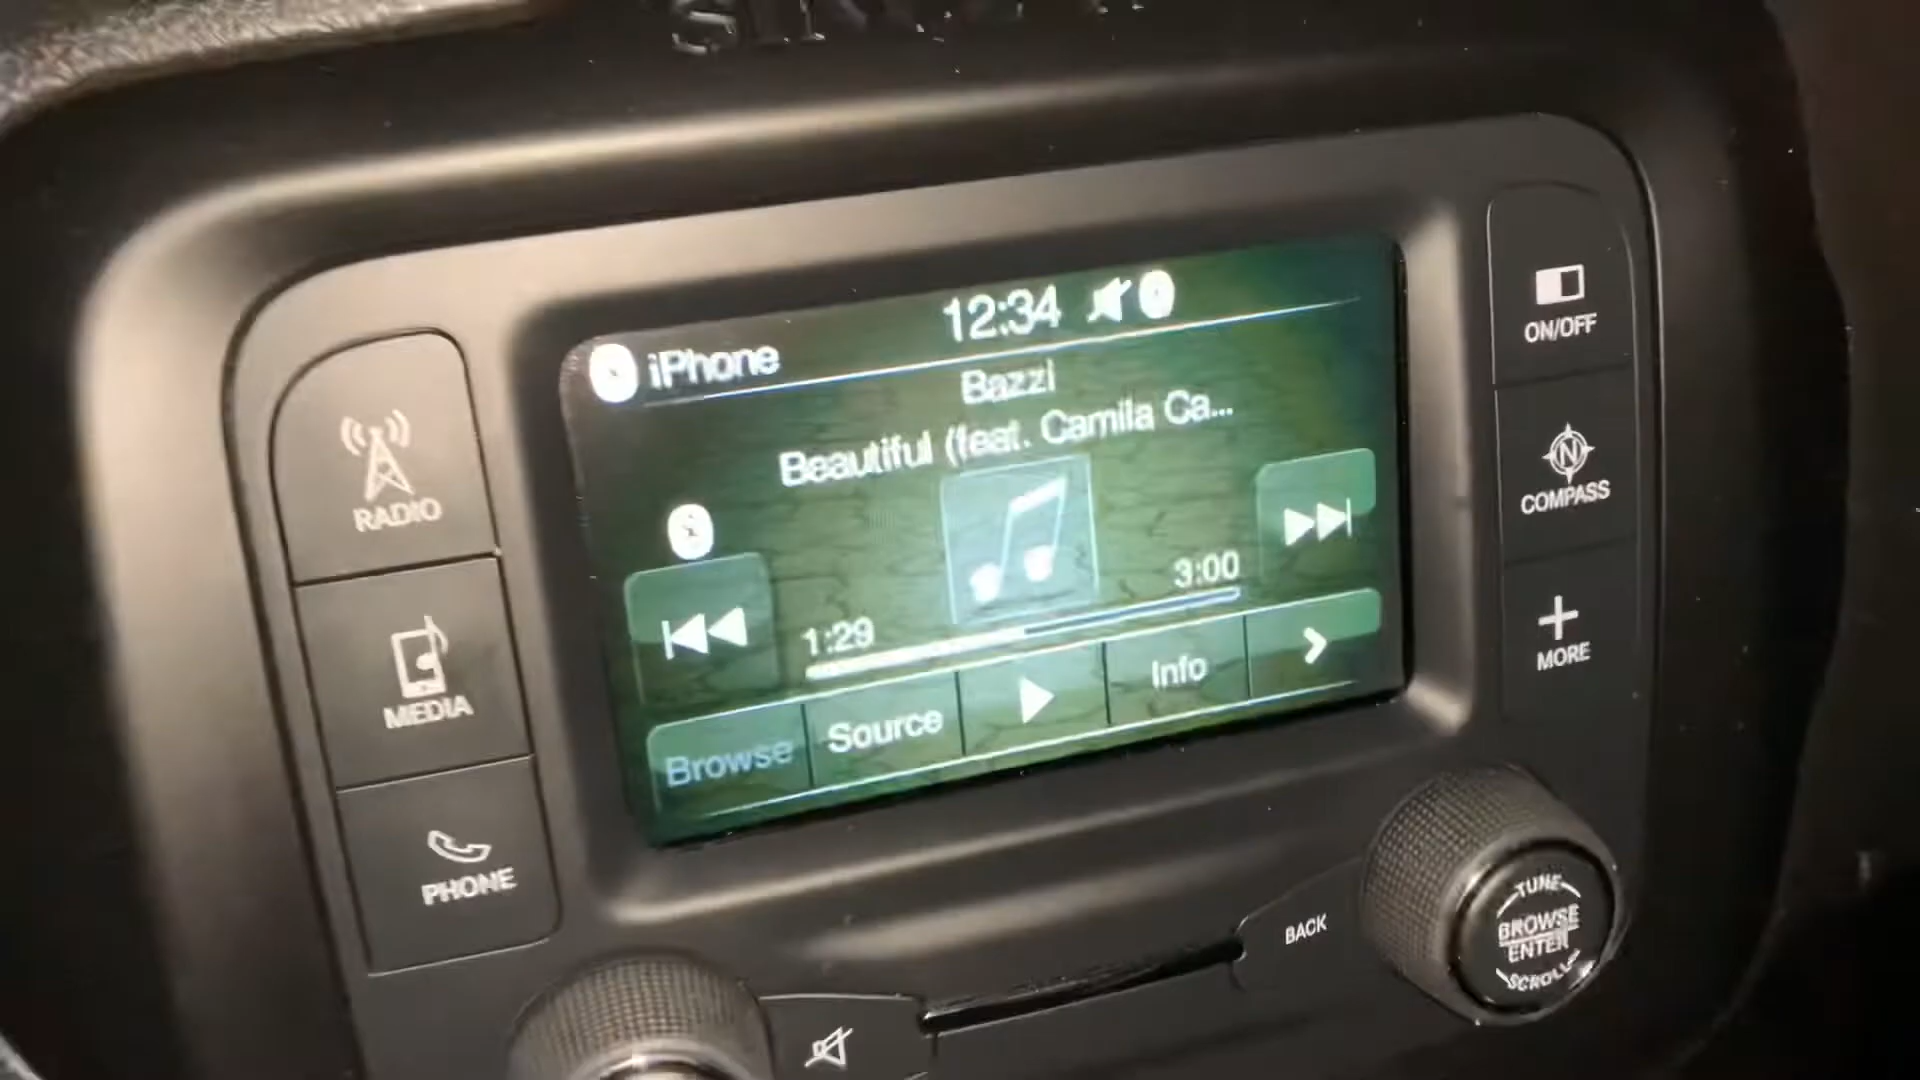 12:34
iPhone
Bazzi
Beautiful (feat. Camila Ca...
3:00
1:29
Browse
Source
Info
RADIO
MEDIA
PHONE
ON/OFF
COMPASS
N
MORE
BACK
TUNE
BROWSE
ENTER
SCROLL